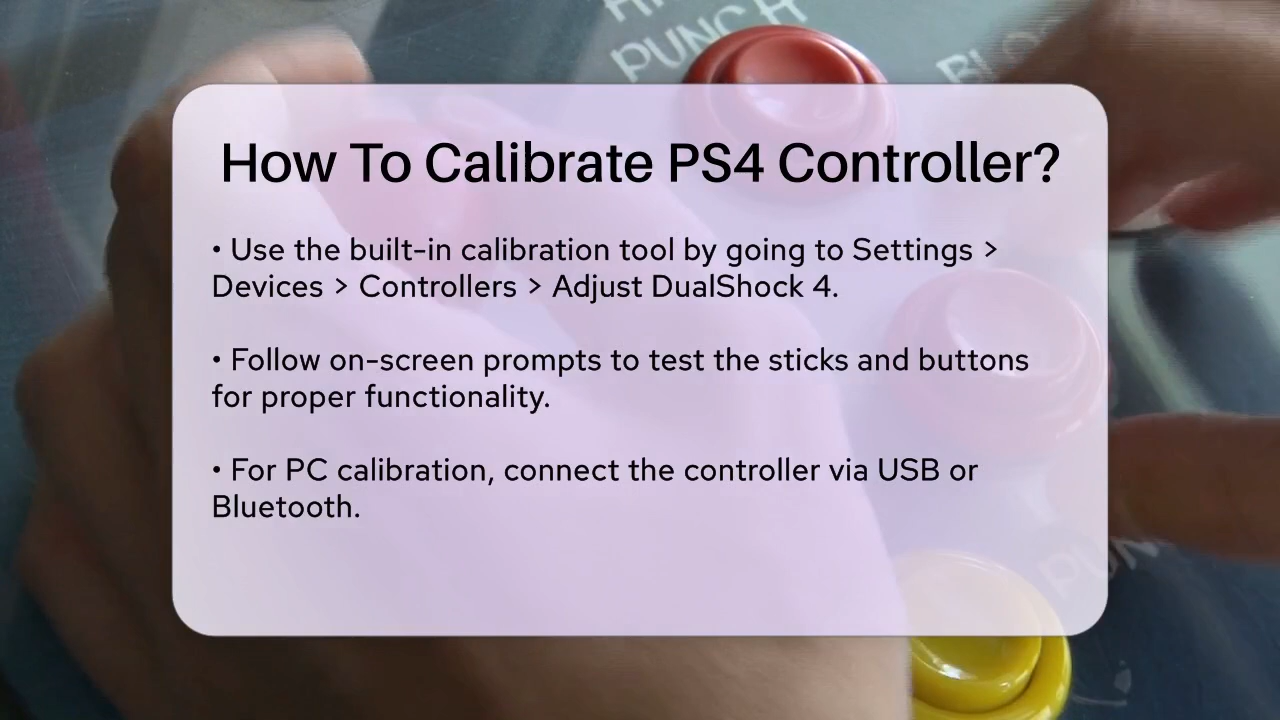 PUNCH
BLO
How To Calibrate PS4 Controller?
• Use the built-in calibration tool by going to Settings >
Devices > Controllers > Adjust DualShock 4.
• Follow on-screen prompts to test the sticks and buttons
for proper functionality.
• For PC calibration, connect the controller via USB or
Bluetooth.
PUN